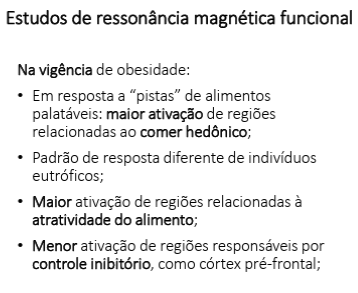 Estudos de ressonância magnética funcional
Na vigência de obesidade:
• Em resposta a “pistas” de alimentos
palatáveis: maior ativação de regiões
relacionadas ao comer hedônico;
• Padrão de resposta diferente de indivíduos
eutróficos;
• Maior ativação de regiões relacionadas à
atratividade do alimento;
• Menor ativação de regiões responsáveis por
controle inibitório, como córtex pré-frontal;